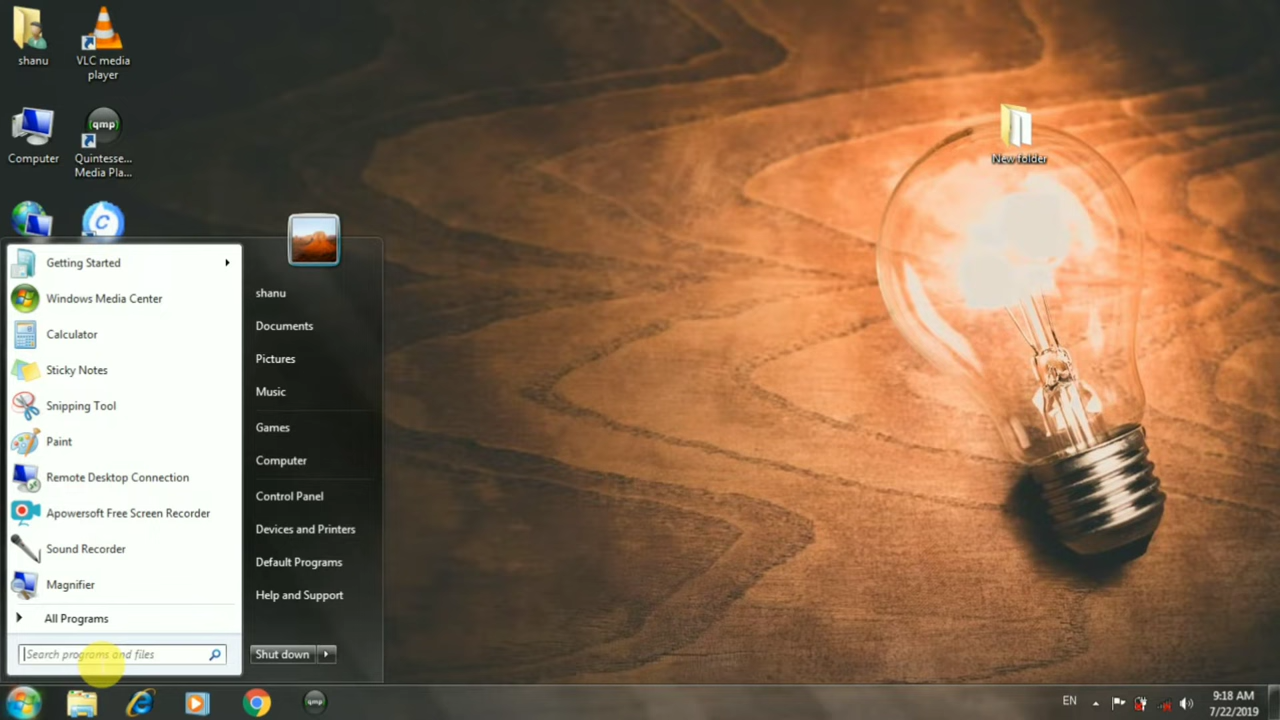 shanu
VLC media
player
Computer
qmp
Quintesse...
Media Pla...
New folder
C
Getting Started
Windows Media Center
Calculator
Sticky Notes
Snipping Tool
Paint
Remote Desktop Connection
Apowersoft Free Screen Recorder
Sound Recorder
Magnifier
All Programs
Search programs and files
shanu
Documents
Pictures
Music
Games
Computer
Control Panel
Devices and Printers
Default Programs
Help and Support
Shut down
qmp
EN
9:18 AM
7/22/2019